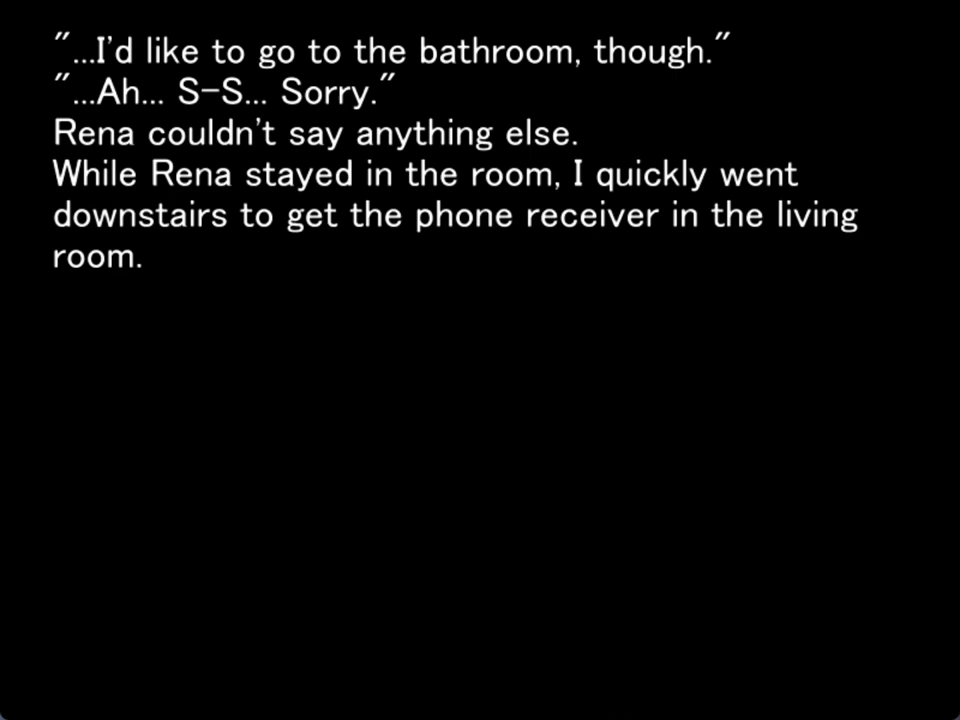 "...I'd like to go to the bathroom, though."
"...Ah... S-S... Sorry."
Rena couldn't say anything else.
While Rena stayed in the room, I quickly went
downstairs to get the phone receiver in the living
room.